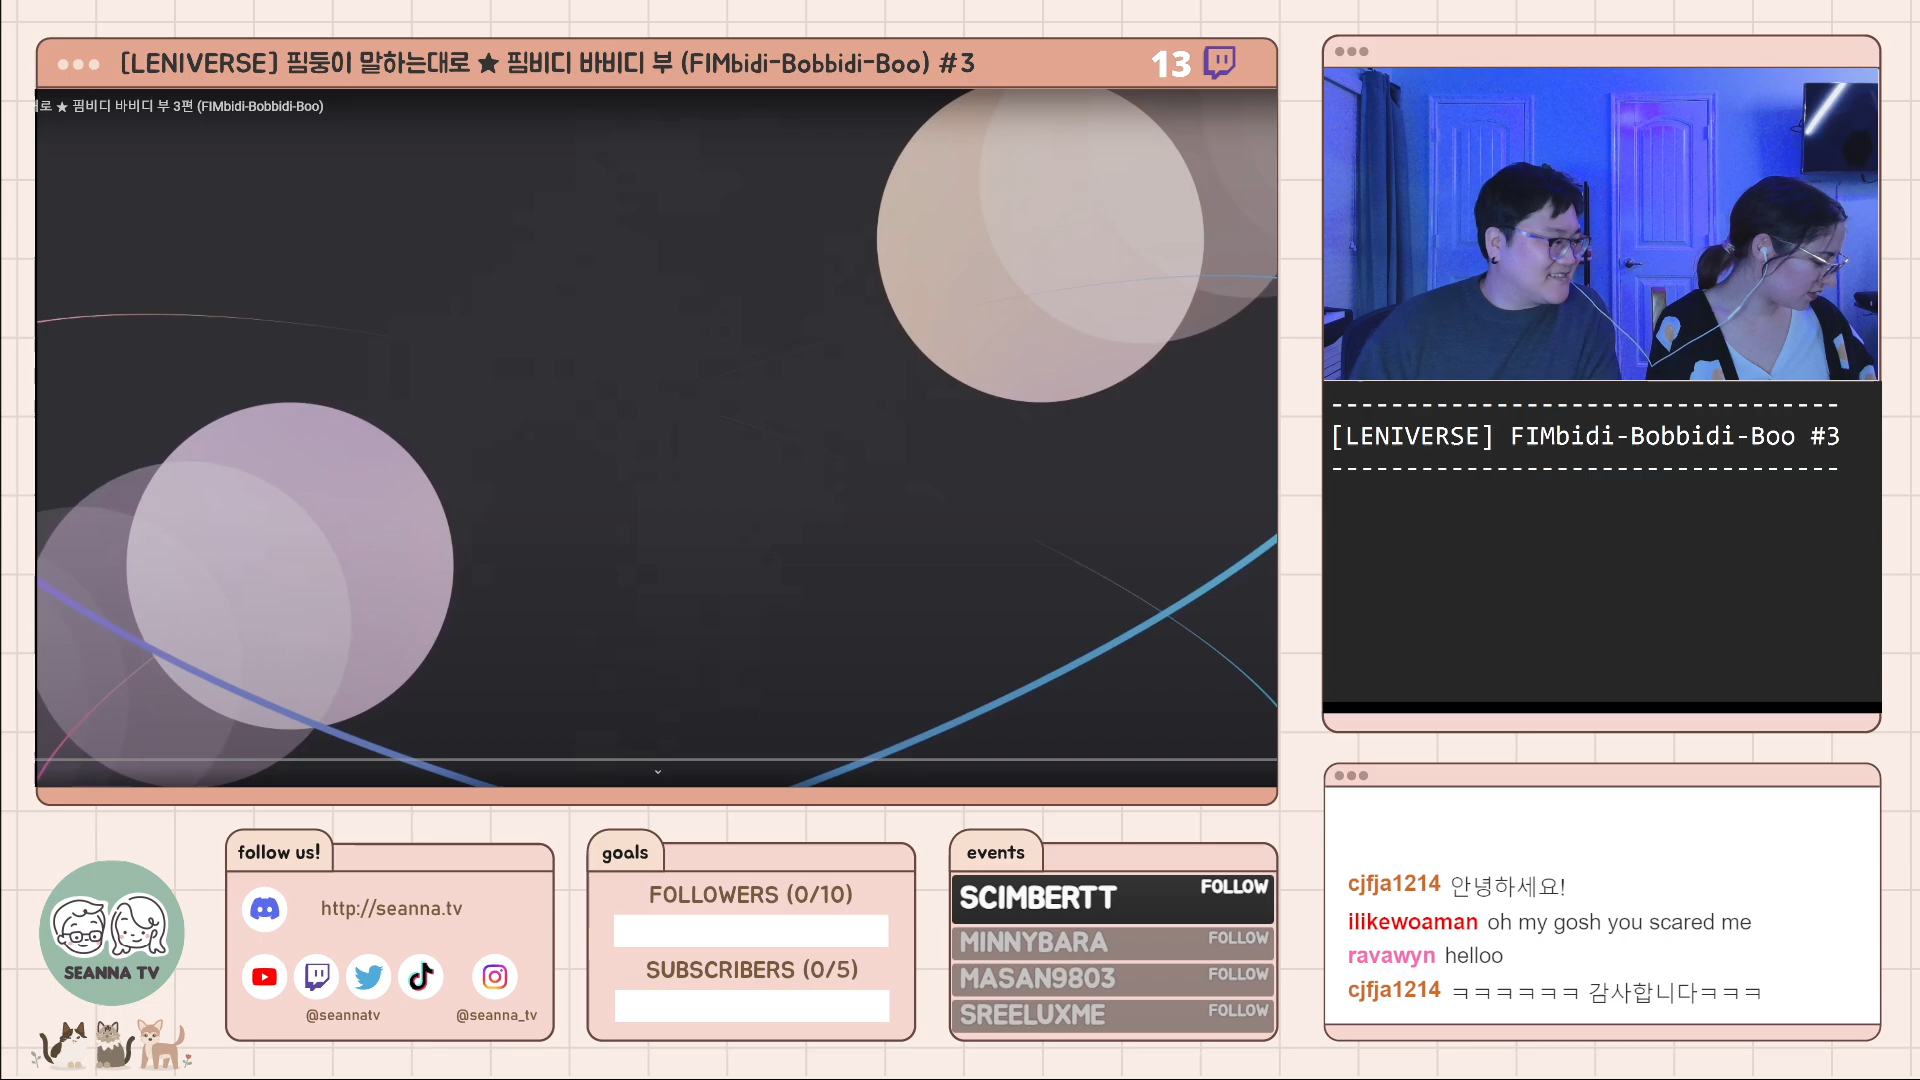 [LENIVERSE] 핌둥이 말하는대로 ★ 핌비디 바비디 부 (FIMbidi-Bobbidi-Boo) #3
13
로 ★ 핌비디 바비디 부 3편 (FIMbidi-Bobbidi-Boo)
[LENIVERSE] FIMbidi-Bobbidi-Boo #3
cjfja1214 안녕하세요!
ilikewoaman oh my gosh you scared me
ravawyn helloo
cjfja1214 ㅋㅋㅋㅋㅋㅋ 감사합니다ㅋㅋㅋ
SEANNA TV
follow us!
http://seanna.tv
@seannatv
@seanna_tv
goals
FOLLOWERS (0/10)
SUBSCRIBERS (0/5)
events
SCIMBERTT FOLLOW
MINNYBARA FOLLOW
MASAN9803 FOLLOW
SREELUXME FOLLOW